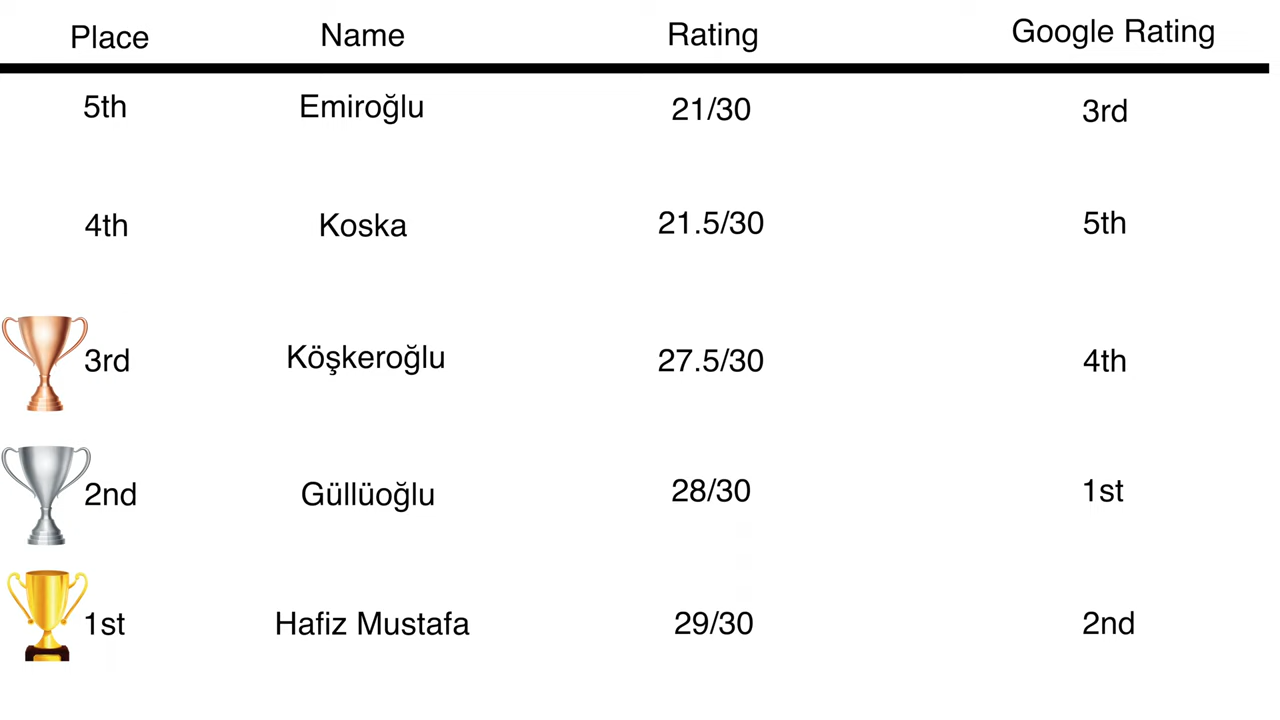 Place Name Rating Google Rating
5th Emiroğlu 21/30 3rd
4th Koska 21.5/30 5th
3rd Köşkeroğlu 27.5/30 4th
2nd Güllüoğlu 28/30 1st
1st Hafiz Mustafa 29/30 2nd